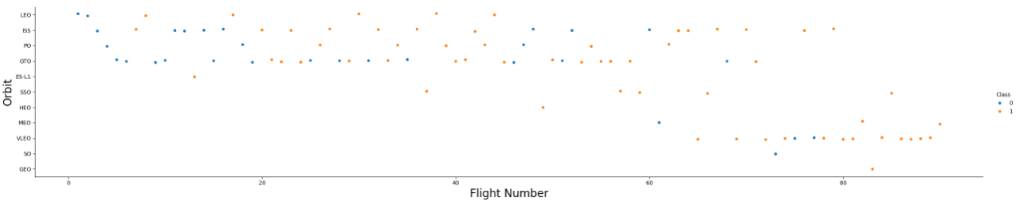 LEO
ISS
PO
GTO
ES-L1
SSO
HEO
MEO
VLEO
SO
GEO
Orbit
0
20
40
60
80
Flight Number
Class
0
1